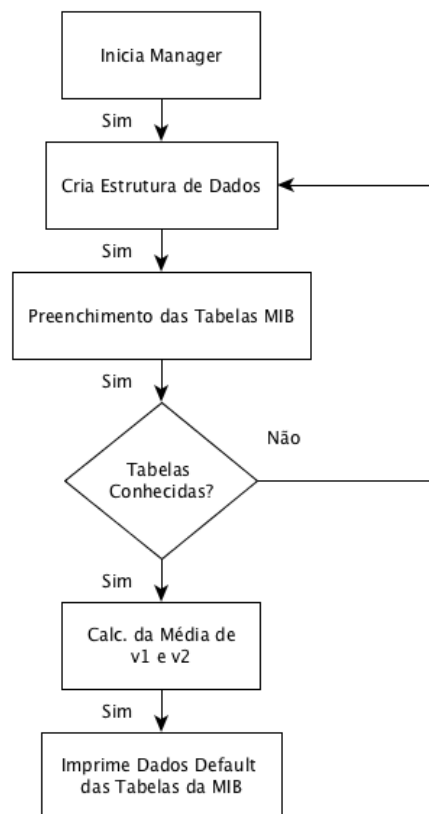 Inicia Manager
Sim
Cria Estrutura de Dados
Sim
Preenchimento das Tabelas MIB
Sim
Não
Tabelas
Conhecidas?
Sim
Calc. da Média de
v1 e v2
Sim
Imprime Dados Default
das Tabelas da MIB